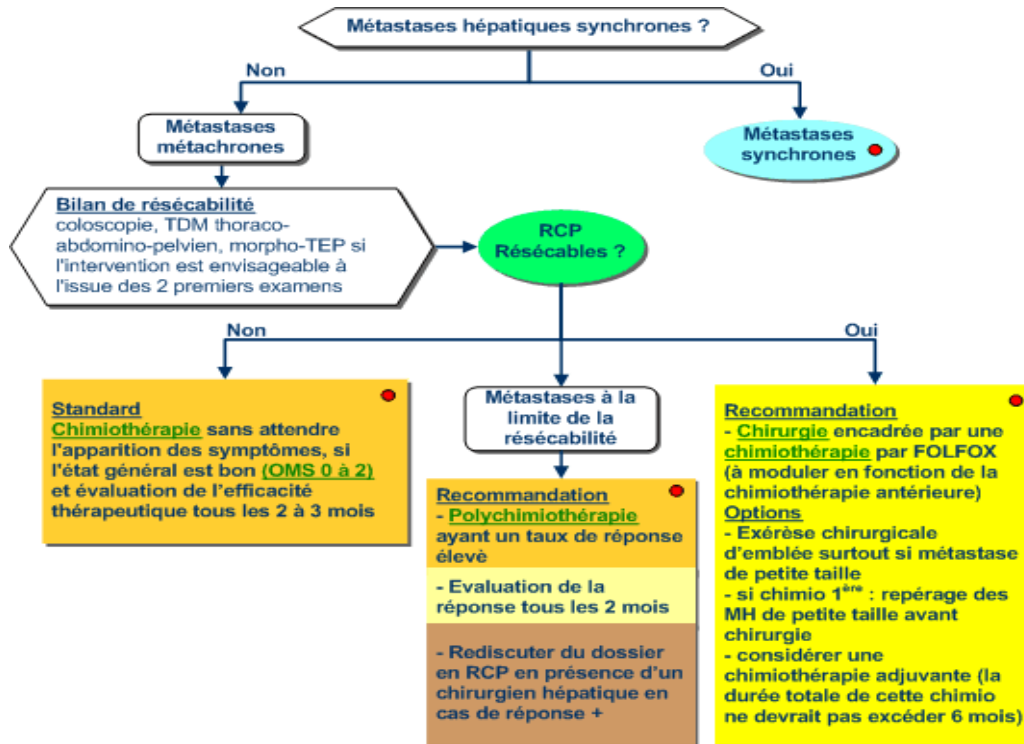 Métastases hépatiques synchrones ?
Non
Oui
Métastases
métachrones
Métastases
synchrones
Bilan de résécabilité
coloscopie, TDM thoraco-
abdomino-pelvien, morpho-TEP si
l'intervention est envisageable à
l'issue des 2 premiers examens
RCP
Résécables ?
Non
Oui
Standard
Chimiothérapie sans attendre
l'apparition des symptômes, si
l'état général est bon (OMS 0 à 2)
et évaluation de l'efficacité
thérapeutique tous les 2 à 3 mois
Métastases à la
limite de la
résécabilité
Recommandation
- Polychimiothérapie
ayant un taux de réponse
élevè
- Evaluation de la
réponse tous les 2 mois
- Rediscuter du dossier
en RCP en présence d'un
chirurgien hépatique en
cas de réponse +
Recommandation
- Chirurgie encadrée par une
chimiothérapie par FOLFOX
(à moduler en fonction de la
chimiothérapie antérieure)
Options
- Exérèse chirurgicale
d'emblée surtout si métastase
de petite taille
- si chimio 1ère : repérage des
MH de petite taille avant
chirurgie
- considérer une
chimiothérapie adjuvante (la
durée totale de cette chimio
ne devrait pas excéder 6 mois)